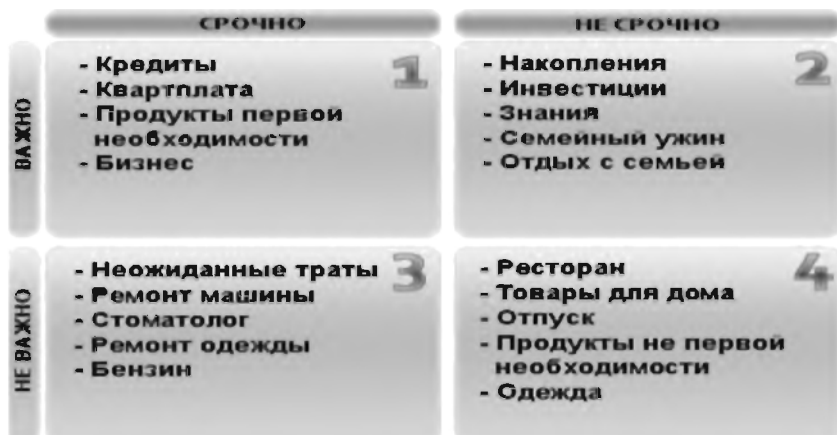 СРОЧНО
НЕ СРОЧНО
ВАЖНО
1
- Кредиты
- Квартплата
- Продукты первой
необходимости
- Бизнес
2
- Накопления
- Инвестиции
- Знания
- Семейный ужин
- Отдых с семьей
НЕ ВАЖНО
3
- Неожиданные траты
- Ремонт машины
- Стоматолог
- Ремонт одежды
- Бензин
4
- Ресторан
- Товары для дома
- Отпуск
- Продукты не первой
необходимости
- Одежда